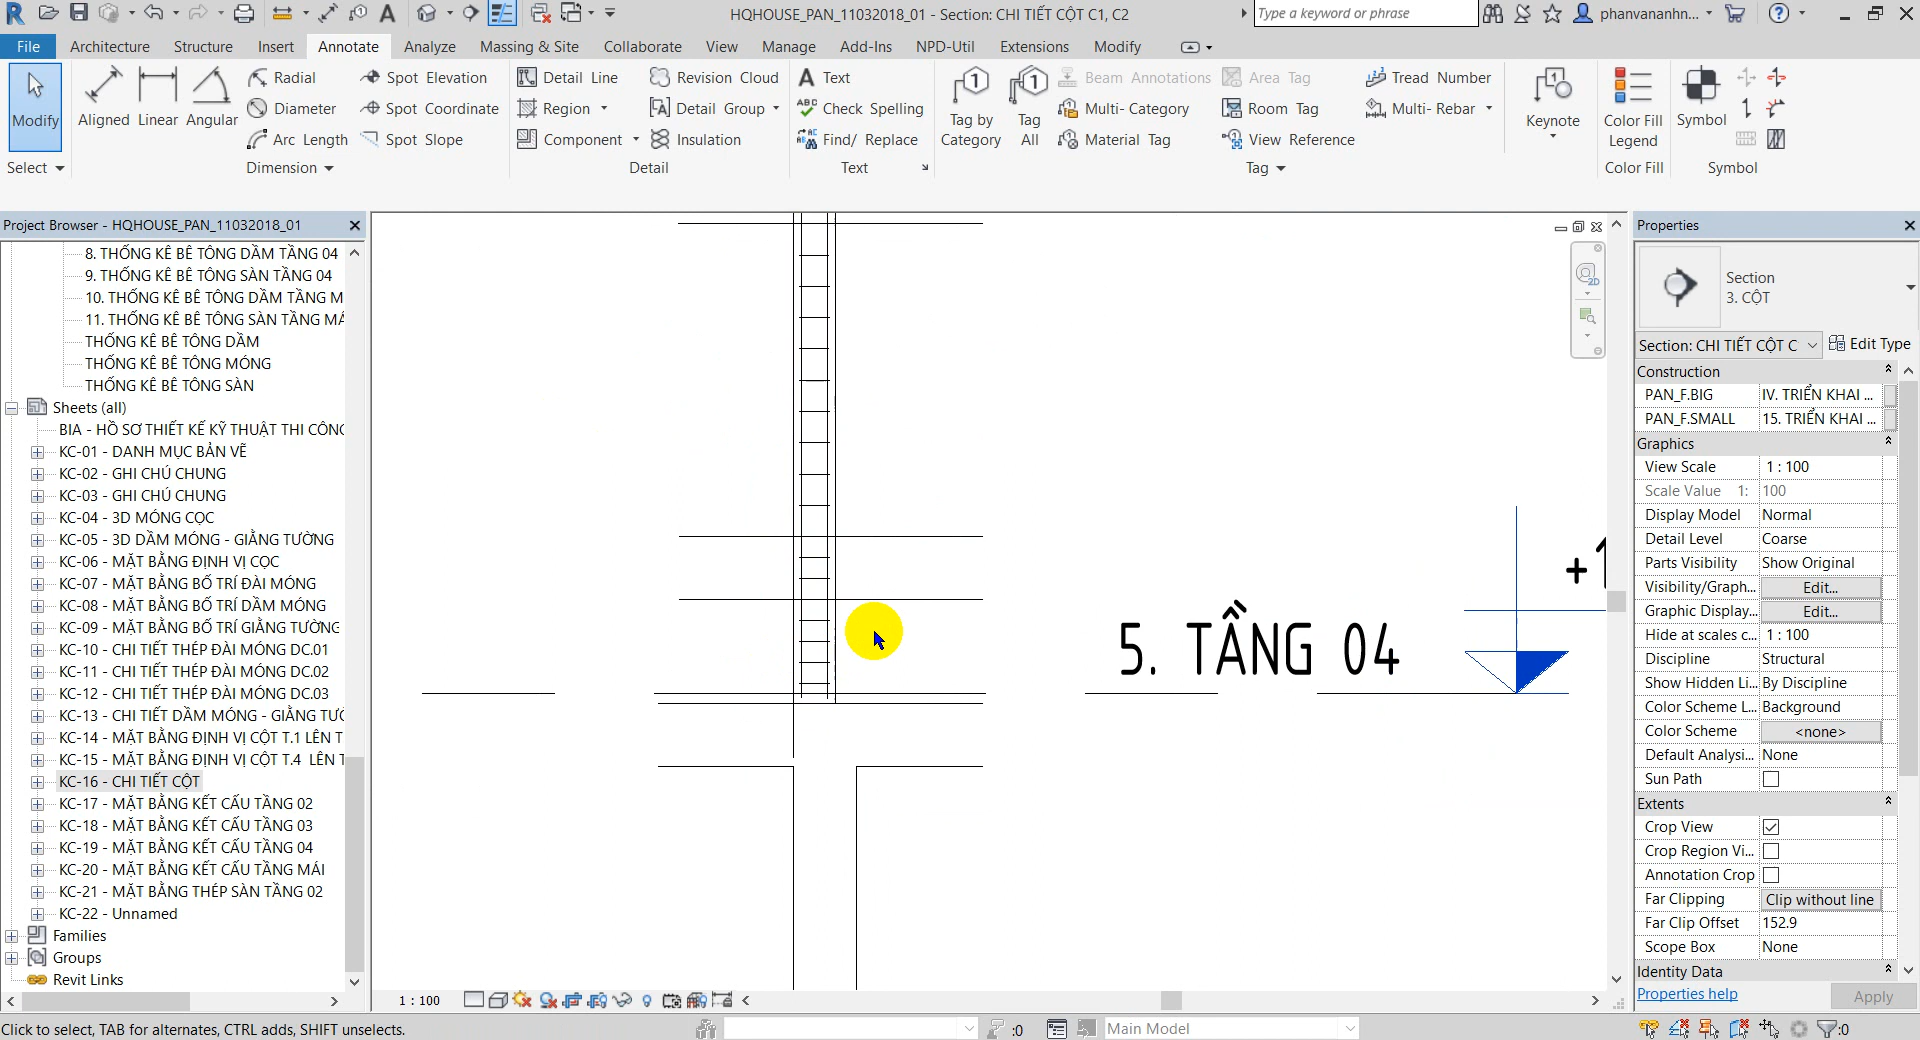 HQHOUSE_PAN_11032018_01 - Section: CHI TIẾT CỘT C1, C2
Type a keyword or phrase
phanvananhn...
File Architecture Structure Insert Annotate Analyze Massing & Site Collaborate View Manage Add-Ins NPD-Util Extensions Modify
Modify
Select
Aligned Linear Angular
Radial
Diameter
Arc Length
Spot Elevation
Spot Coordinate
Spot Slope
Dimension
Detail Line
Region
Component
Revision Cloud
Detail Group
Insulation
Detail
Text
Check Spelling
Find/ Replace
Text
Tag by
Category
Tag
All
Beam Annotations
Multi- Category
Material Tag
Area Tag
Room Tag
View Reference
Tread Number
Multi- Rebar
Tag
Keynote
Color Fill
Legend
Color Fill
Symbol
Symbol
Project Browser - HQHOUSE_PAN_11032018_01
8. THỐNG KÊ BÊ TÔNG DẦM TẦNG 04
9. THỐNG KÊ BÊ TÔNG SÀN TẦNG 04
10. THỐNG KÊ BÊ TÔNG DẦM TẦNG M
11. THỐNG KÊ BÊ TÔNG SÀN TẦNG MÁ
THỐNG KÊ BÊ TÔNG DẦM
THỐNG KÊ BÊ TÔNG MÓNG
THỐNG KÊ BÊ TÔNG SÀN
Sheets (all)
BIA - HỒ SƠ THIẾT KẾ KỸ THUẬT THI CÔNG
KC-01 - DANH MỤC BẢN VẼ
KC-02 - GHI CHÚ CHUNG
KC-03 - GHI CHÚ CHUNG
KC-04 - 3D MÓNG CỌC
KC-05 - 3D DẦM MÓNG - GIẰNG TƯỜNG
KC-06 - MẶT BẰNG ĐỊNH VỊ CỌC
KC-07 - MẶT BẰNG BỐ TRÍ ĐÀI MÓNG
KC-08 - MẶT BẰNG BỐ TRÍ DẦM MÓNG
KC-09 - MẶT BẰNG BỐ TRÍ GIẰNG TƯỜNG
KC-10 - CHI TIẾT THÉP ĐÀI MÓNG DC.01
KC-11 - CHI TIẾT THÉP ĐÀI MÓNG DC.02
KC-12 - CHI TIẾT THÉP ĐÀI MÓNG DC.03
KC-13 - CHI TIẾT DẦM MÓNG - GIẰNG TƯỜ
KC-14 - MẶT BẰNG ĐỊNH VỊ CỘT T.1 LÊN T
KC-15 - MẶT BẰNG ĐỊNH VỊ CỘT T.4 LÊN T
KC-16 - CHI TIẾT CỘT
KC-17 - MẶT BẰNG KẾT CẤU TẦNG 02
KC-18 - MẶT BẰNG KẾT CẤU TẦNG 03
KC-19 - MẶT BẰNG KẾT CẤU TẦNG 04
KC-20 - MẶT BẰNG KẾT CẤU TẦNG MÁI
KC-21 - MẶT BẰNG THÉP SÀN TẦNG 02
KC-22 - Unnamed
Families
Groups
Revit Links
5. TẦNG 04
+1
2D
1 : 100
Properties
Section
3. CỘT
Section: CHI TIẾT CỘT C
Edit Type
Construction
PAN_F.BIG IV. TRIỂN KHAI ...
PAN_F.SMALL 15. TRIỂN KHAI ...
Graphics
View Scale 1 : 100
Scale Value 1: 100
Display Model Normal
Detail Level Coarse
Parts Visibility Show Original
Visibility/Graph... Edit...
Graphic Display... Edit...
Hide at scales c... 1 : 100
Discipline Structural
Show Hidden Li... By Discipline
Color Scheme L... Background
Color Scheme <none>
Default Analysi... None
Sun Path
Extents
Crop View
Crop Region Vi...
Annotation Crop
Far Clipping Clip without line
Far Clip Offset 152.9
Scope Box None
Identity Data
Properties help
Apply
Click to select, TAB for alternates, CTRL adds, SHIFT unselects.
:0
Main Model
:0